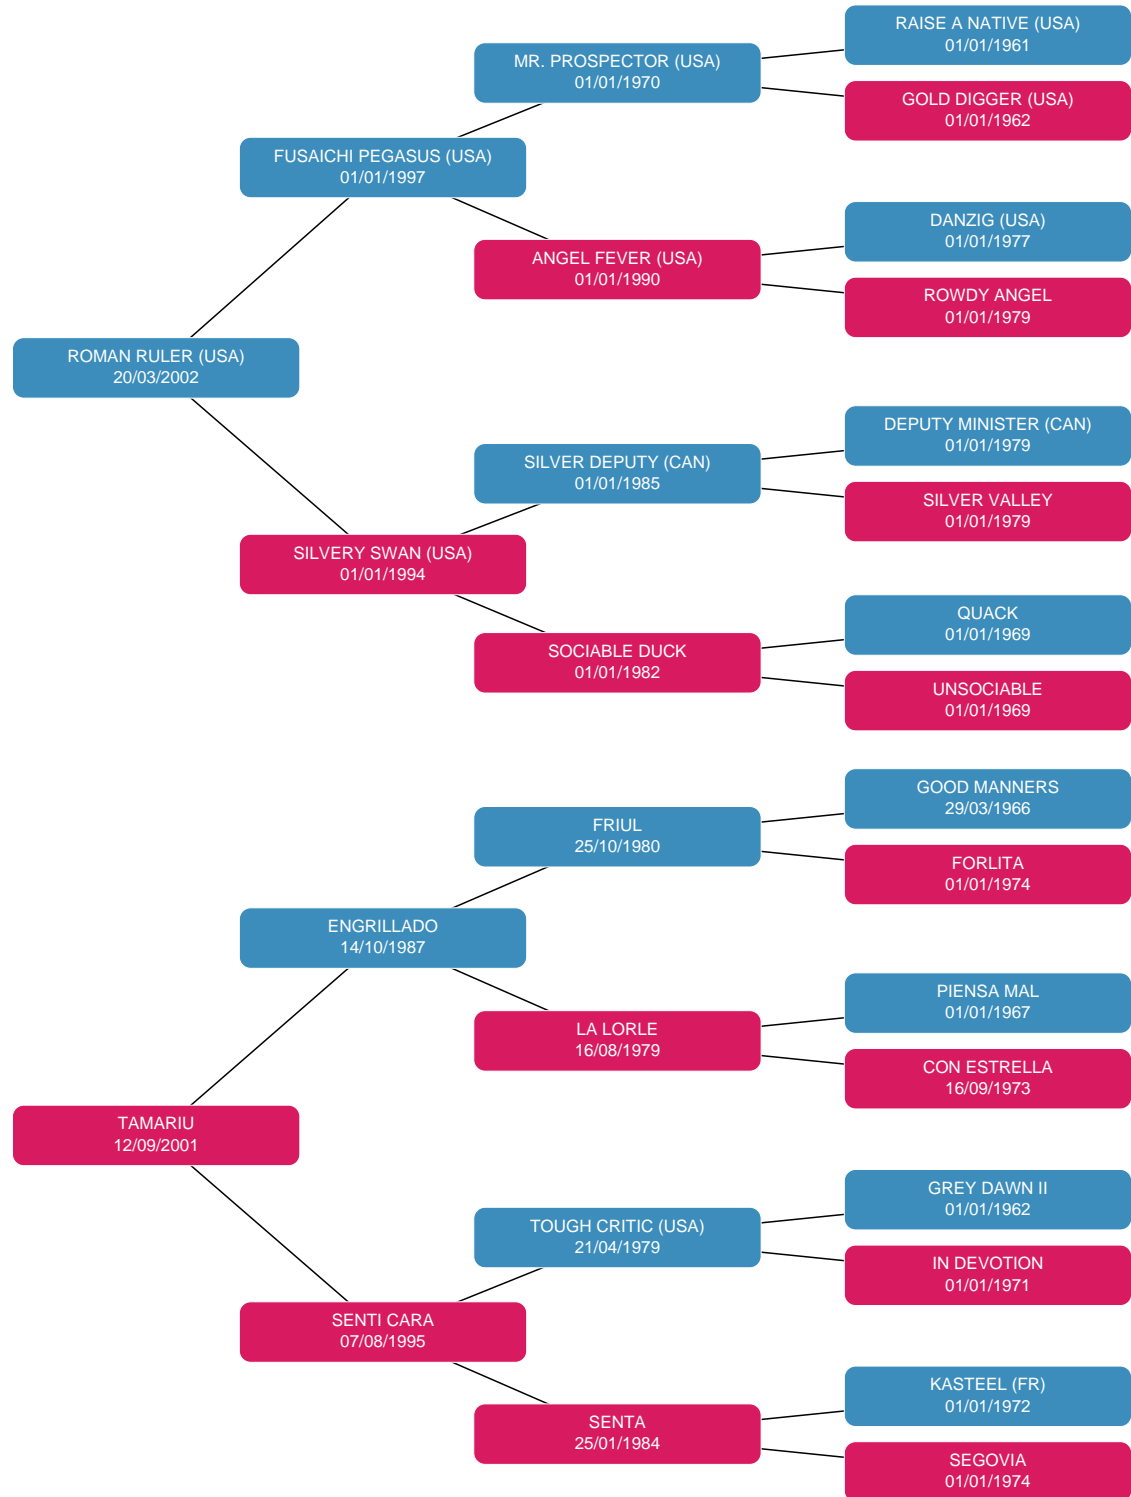 RAISE A NATIVE (USA)
01/01/1961
MR. PROSPECTOR (USA)
01/01/1970
GOLD DIGGER (USA)
01/01/1962
FUSAICHI PEGASUS (USA)
01/01/1997
DANZIG (USA)
01/01/1977
ANGEL FEVER (USA)
01/01/1990
ROWDY ANGEL
01/01/1979
ROMAN RULER (USA)
20/03/2002
DEPUTY MINISTER (CAN)
01/01/1979
SILVER DEPUTY (CAN)
01/01/1985
SILVER VALLEY
01/01/1979
SILVERY SWAN (USA)
01/01/1994
QUACK
01/01/1969
SOCIABLE DUCK
01/01/1982
UNSOCIABLE
01/01/1969
GOOD MANNERS
29/03/1966
FRIUL
25/10/1980
FORLITA
01/01/1974
ENGRILLADO
14/10/1987
PIENSA MAL
01/01/1967
LA LORLE
16/08/1979
CON ESTRELLA
16/09/1973
TAMARIU
12/09/2001
GREY DAWN II
01/01/1962
TOUGH CRITIC (USA)
21/04/1979
IN DEVOTION
01/01/1971
SENTI CARA
07/08/1995
KASTEEL (FR)
01/01/1972
SENTA
25/01/1984
SEGOVIA
01/01/1974